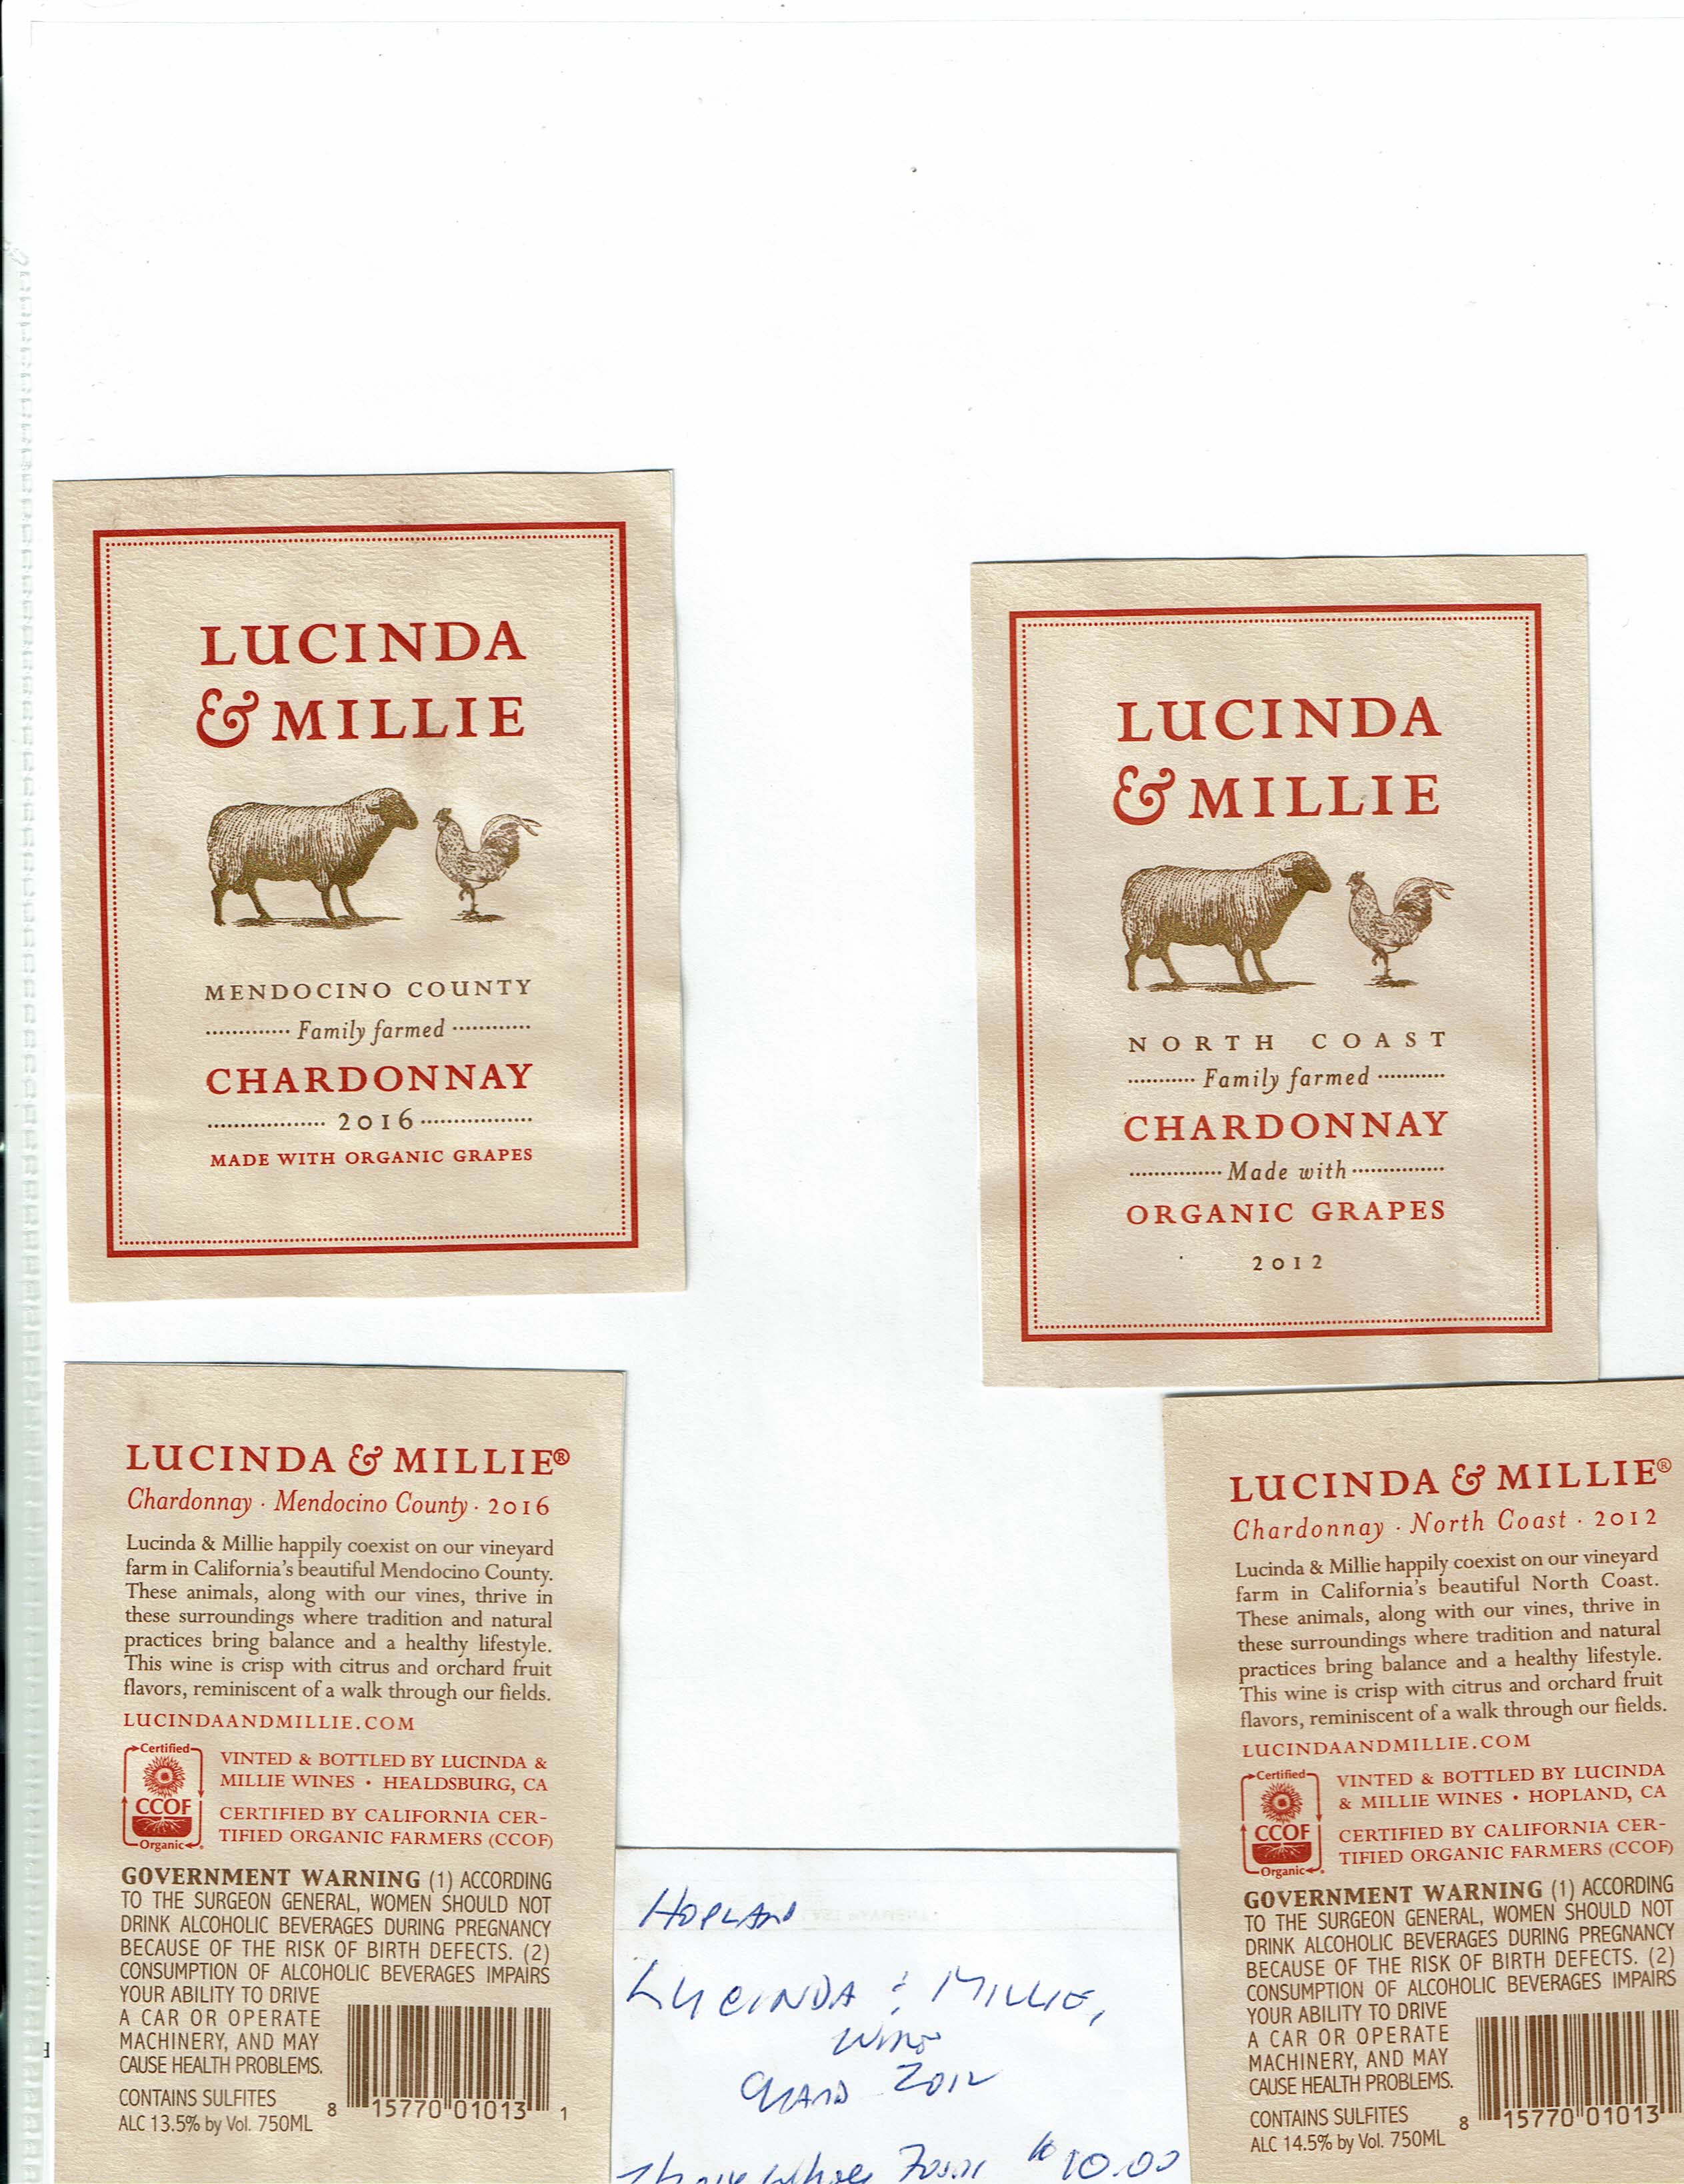 LUCINDA
& MILLIE
MENDOCINO COUNTY
Family farmed
CHARDONNAY
2016
MADE WITH ORGANIC GRAPES
LUCINDA
& MILLIE
NORTH COAST
Family farmed
CHARDONNAY
Made with
ORGANIC GRAPES
2012
LUCINDA & MILLIE®
Chardonnay · Mendocino County · 2016
Lucinda & Millie happily coexist on our vineyard
farm in California's beautiful Mendocino County.
These animals, along with our vines, thrive in
these surroundings where tradition and natural
practices bring balance and a healthy lifestyle.
This wine is crisp with citrus and orchard fruit
flavors, reminiscent of a walk through our fields.
LUCINDAANDMILLIE.COM
Certified
CCOF
Organic
VINTED & BOTTLED BY LUCINDA &
MILLIE WINES • HEALDSBURG, CA
CERTIFIED BY CALIFORNIA CER-
TIFIED ORGANIC FARMERS (CCOF)
GOVERNMENT WARNING (1) ACCORDING
TO THE SURGEON GENERAL, WOMEN SHOULD NOT
DRINK ALCOHOLIC BEVERAGES DURING PREGNANCY
BECAUSE OF THE RISK OF BIRTH DEFECTS. (2)
CONSUMPTION OF ALCOHOLIC BEVERAGES IMPAIRS
YOUR ABILITY TO DRIVE
A CAR OR OPERATE
MACHINERY, AND MAY
CAUSE HEALTH PROBLEMS.
CONTAINS SULFITES
ALC 13.5% by Vol. 750ML
8 15770 01013 1
HOPLAND
LUCINDA & MILLIE,
WINE
CHARD 2012
Whole Foods $10.00
LUCINDA & MILLIE®
Chardonnay · North Coast · 2012
Lucinda & Millie happily coexist on our vineyard
farm in California's beautiful North Coast.
These animals, along with our vines, thrive in
these surroundings where tradition and natural
practices bring balance and a healthy lifestyle.
This wine is crisp with citrus and orchard fruit
flavors, reminiscent of a walk through our fields.
LUCINDAANDMILLIE.COM
Certified
CCOF
Organic
VINTED & BOTTLED BY LUCINDA
& MILLIE WINES • HOPLAND, CA
CERTIFIED BY CALIFORNIA CER-
TIFIED ORGANIC FARMERS (CCOF)
GOVERNMENT WARNING (1) ACCORDING
TO THE SURGEON GENERAL, WOMEN SHOULD NOT
DRINK ALCOHOLIC BEVERAGES DURING PREGNANCY
BECAUSE OF THE RISK OF BIRTH DEFECTS. (2)
CONSUMPTION OF ALCOHOLIC BEVERAGES IMPAIRS
YOUR ABILITY TO DRIVE
A CAR OR OPERATE
MACHINERY, AND MAY
CAUSE HEALTH PROBLEMS.
CONTAINS SULFITES
ALC 14.5% by Vol. 750ML
8 15770 01013